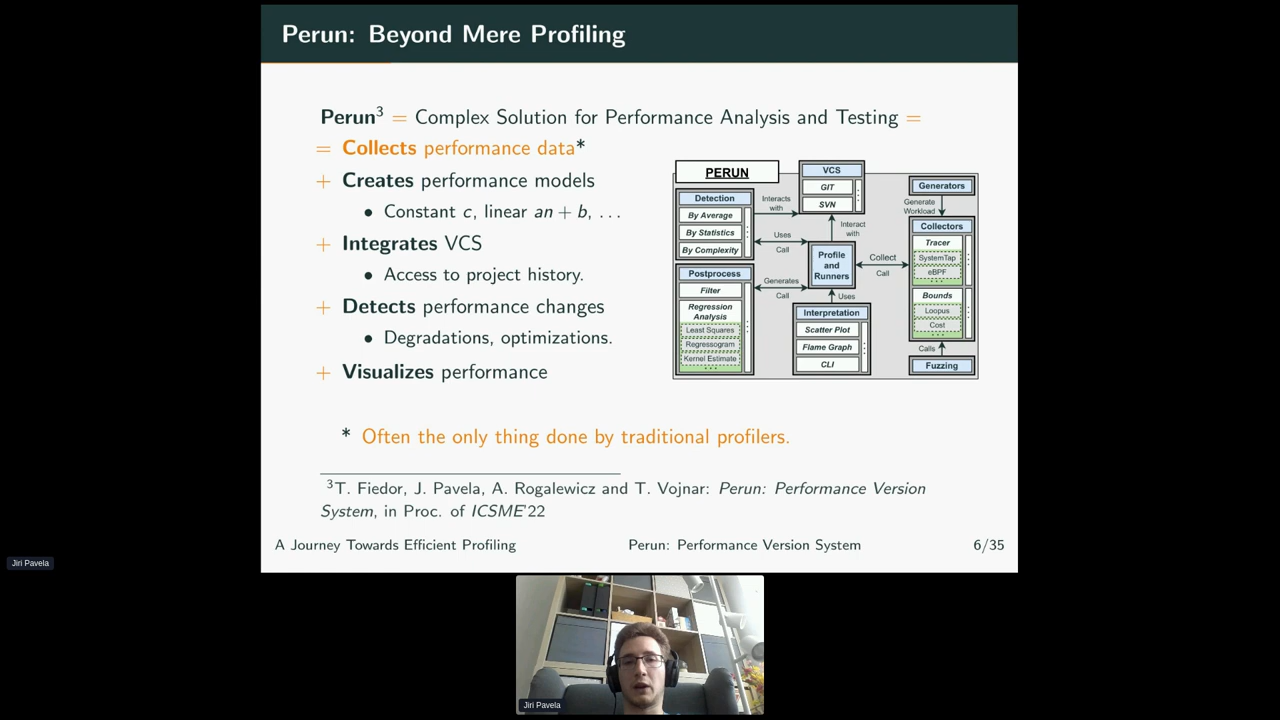 Perun: Beyond Mere Profiling
Perun3 = Complex Solution for Performance Analysis and Testing =
= Collects performance data*
+ Creates performance models
• Constant c, linear an + b, ...
+ Integrates VCS
• Access to project history.
+ Detects performance changes
• Degradations, optimizations.
+ Visualizes performance
PERUN
VCS
GIT
SVN
Generators
Generate
Workload
Detection
By Average
By Statistics
By Complexity
Interacts
with
Interact
with
Uses
Call
Collectors
Tracer
SystemTap
eBPF
Bounds
Loopus
Cost
Profile
and
Runners
Collect
Call
Postprocess
Filter
Regression
Analysis
Least Squares
Regressogram
Kernel Estimate
Generates
Call
Uses
Interpretation
Scatter Plot
Flame Graph
CLI
Calls
Fuzzing
* Often the only thing done by traditional profilers.
3T. Fiedor, J. Pavela, A. Rogalewicz and T. Vojnar: Perun: Performance Version
System, in Proc. of ICSME'22
A Journey Towards Efficient Profiling
Perun: Performance Version System
6/35
Jiri Pavela
Jiri Pavela